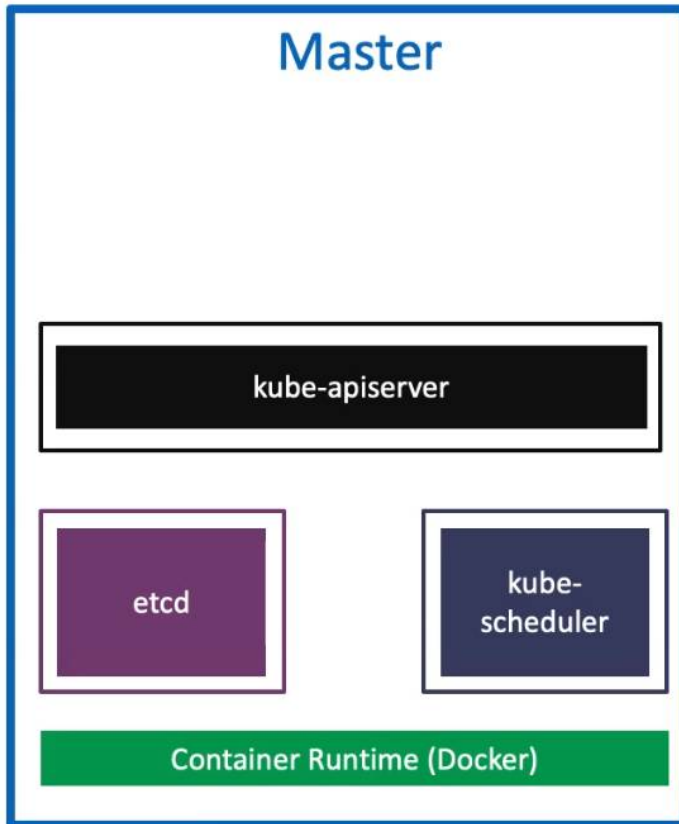 Master
kube-apiserver
etcd
kube-
scheduler
Container Runtime (Docker)